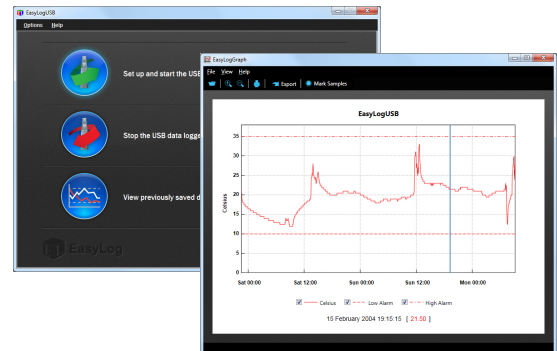 EasyLogUSB
Options Help
Set up and start the USB
Stop the USB data logge
View previously saved d
EasyLog
EasyLogGraph
File View Help
Export Mark Samples
EasyLogUSB
Celsius
35
30
25
20
15
10
5
0
Sat 00:00 Sat 12:00 Sun 00:00 Sun 12:00 Mon 00:00
Celsius Low Alarm High Alarm
15 February 2004 19:15:15 [ 21.50 ]